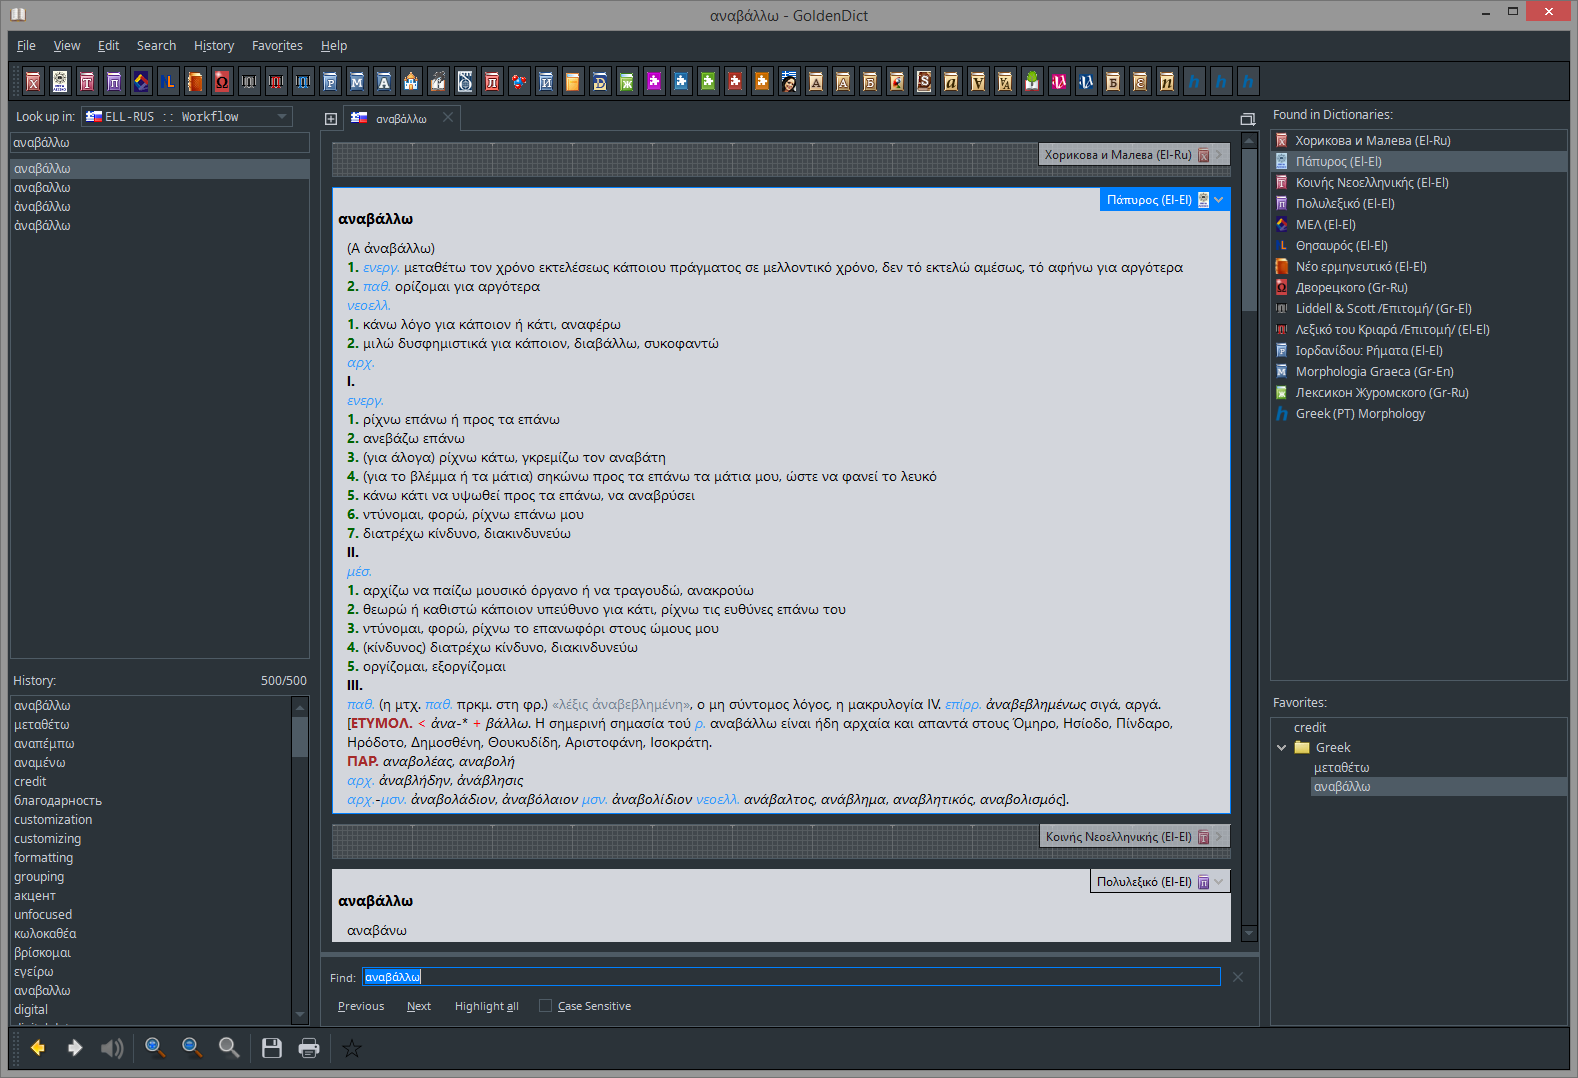 αναβάλλω - GoldenDict
File View Edit Search History Favorites Help
Look up in: ELL-RUS :: Workflow
αναβάλλω
αναβάλλω
αναβαλλω
ἀναβάλλω
ἁναβάλλω
History: 500/500
αναβάλλω
μεταθέτω
αναπέμπω
αναμένω
credit
благодарность
customization
customizing
formatting
grouping
акцент
unfocused
κωλοκαθέα
βρίσκομαι
εγείρω
αναβαλλω
digital
αναβάλλω
Хорикова и Малева (El-Ru)
Πάπυρος (El-El)
αναβάλλω
(Α ἀναβάλλω)
1. ενεργ. μεταθέτω τον χρόνο εκτελέσεως κάποιου πράγματος σε μελλοντικό χρόνο, δεν τό εκτελώ αμέσως, τό αφήνω για αργότερα
2. παθ. ορίζομαι για αργότερα
νεοελλ.
1. κάνω λόγο για κάποιον ή κάτι, αναφέρω
2. μιλώ δυσφημιστικά για κάποιον, διαβάλλω, συκοφαντώ
αρχ.
I.
ενεργ.
1. ρίχνω επάνω ή προς τα επάνω
2. ανεβάζω επάνω
3. (για άλογα) ρίχνω κάτω, γκρεμίζω τον αναβάτη
4. (για το βλέμμα ή τα μάτια) σηκώνω προς τα επάνω τα μάτια μου, ώστε να φανεί το λευκό
5. κάνω κάτι να υψωθεί προς τα επάνω, να αναβρύσει
6. ντύνομαι, φορώ, ρίχνω επάνω μου
7. διατρέχω κίνδυνο, διακινδυνεύω
II.
μέσ.
1. αρχίζω να παίζω μουσικό όργανο ή να τραγουδώ, ανακρούω
2. θεωρώ ή καθιστώ κάποιον υπεύθυνο για κάτι, ρίχνω τις ευθύνες επάνω του
3. ντύνομαι, φορώ, ρίχνω το επανωφόρι στους ώμους μου
4. (κίνδυνος) διατρέχω κίνδυνο, διακινδυνεύω
5. οργίζομαι, εξοργίζομαι
III.
παθ. (η μτχ. παθ. πρκμ. στη φρ.) «λέξις ἀναβεβλημένη», ο μη σύντομος λόγος, η μακρυλογία IV. επίρρ. ἀναβεβλημένως σιγά, αργά.
[ΕΤΥΜΟΛ. < ἀνα-* + βάλλω. Η σημερινή σημασία τού ρ. αναβάλλω είναι ήδη αρχαία και απαντά στους Όμηρο, Ησίοδο, Πίνδαρο,
Ηρόδοτο, Δημοσθένη, Θουκυδίδη, Αριστοφάνη, Ισοκράτη.
ΠΑΡ. αναβολέας, αναβολή
αρχ. ἀναβλήδην, ἀνάβλησις
αρχ.-μσν. ἀναβολάδιον, ἀναβόλαιον μσν. ἀναβολίδιον νεοελλ. ανάβαλτος, ανάβλημα, αναβλητικός, αναβολισμός].
Κοινής Νεοελληνικής (El-El)
Πολυλεξικό (El-El)
αναβάλλω
αναβάνω
Find: αναβάλλω
Previous Next Highlight all Case Sensitive
Found in Dictionaries:
Хорикова и Малева (El-Ru)
Πάπυρος (El-El)
Κοινής Νεοελληνικής (El-El)
Πολυλεξικό (El-El)
ΜΕΛ (El-El)
Θησαυρός (El-El)
Νέο ερμηνευτικό (El-El)
Дворецкого (Gr-Ru)
Liddell & Scott /Επιτομή/ (Gr-El)
Λεξικό του Κριαρά /Επιτομή/ (El-El)
Ιορδανίδου: Ρήματα (El-El)
Morphologia Graeca (Gr-En)
Лексикон Журомского (Gr-Ru)
Greek (PT) Morphology
Favorites:
credit
Greek
μεταθέτω
αναβάλλω